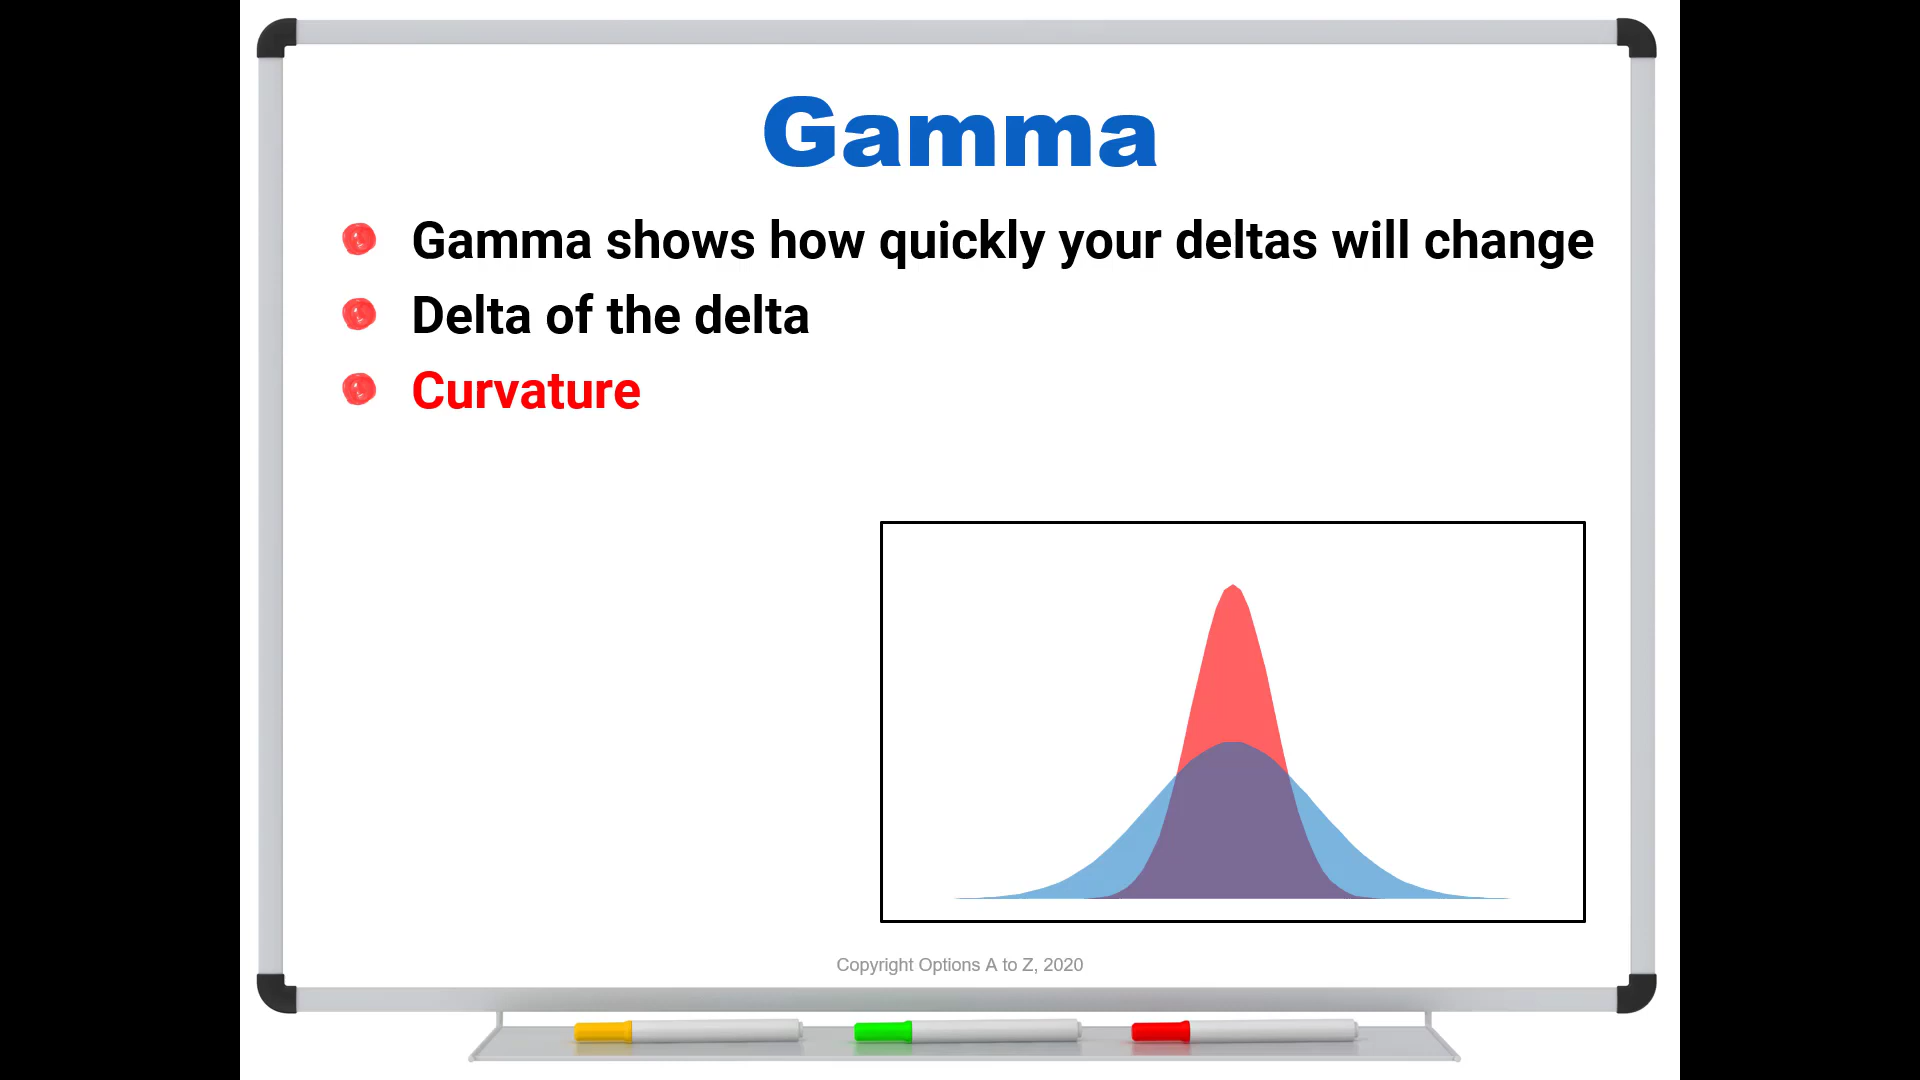 Gamma
Gamma shows how quickly your deltas will change
Delta of the delta
Curvature
Copyright Options A to Z, 2020